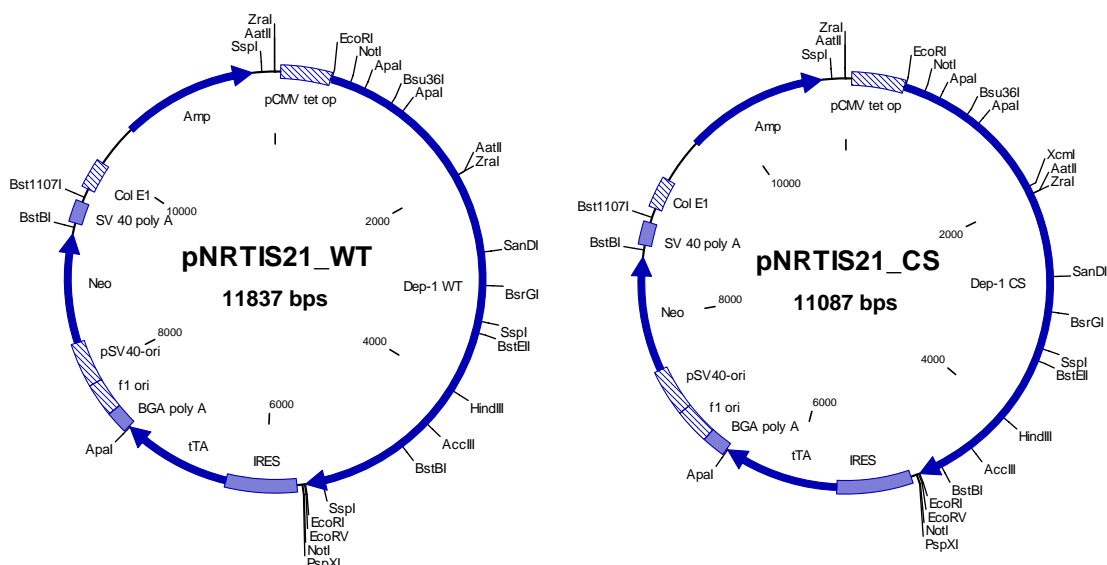 ZraI
AatII
SspI
EcoRI
NotI
ApaI
Bsu36I
ApaI
pCMV tet op
Amp
I
AatII
ZraI
Bst1107I
Col E1
10000
BstBI
SV 40 poly A
2000
pNRTIS21_WT
11837 bps
SanDI
Dep-1 WT
BsrGI
Neo
SspI
BstEII
8000
4000
pSV40-ori
f1 ori
BGA poly A
6000
HindIII
AccIII
ApaI
tTA
IRES
BstBI
SspI
EcoRI
EcoRV
NotI
PspXI
ZraI
AatII
SspI
EcoRI
NotI
ApaI
Bsu36I
ApaI
pCMV tet op
Amp
I
XcmI
AatII
ZraI
10000
Col E1
Bst1107I
2000
BstBI
SV 40 poly A
pNRTIS21_CS
11087 bps
SanDI
Dep-1 CS
Neo
8000
BsrGI
SspI
BstEII
4000
pSV40-ori
f1 ori
6000
BGA poly A
HindIII
ApaI
tTA
IRES
AccIII
BstBI
EcoRI
EcoRV
NotI
PspXI